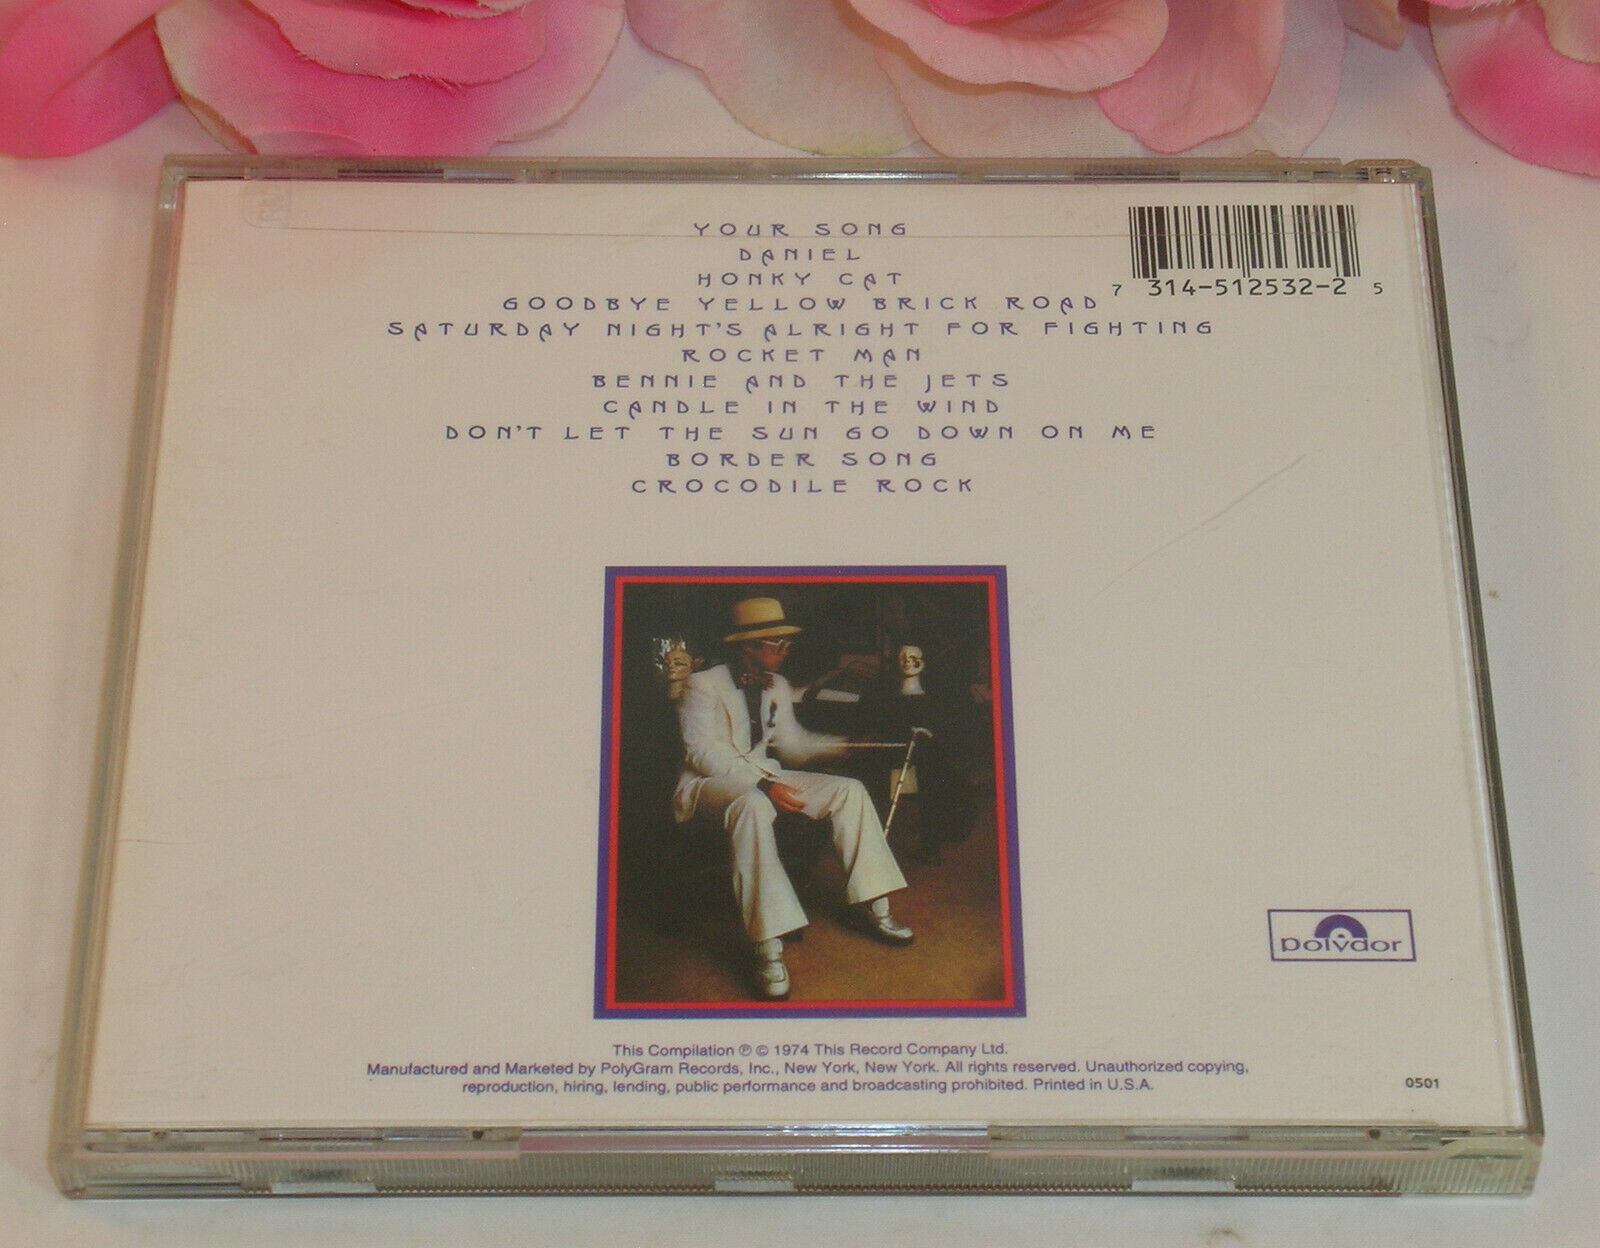 YOUR SONG
DANIEL
HONKY CAT
GOODBYE YELLOW BRICK ROAD
SATURDAY NIGHT'S ALRIGHT FOR FIGHTING
ROCKET MAN
BENNIE AND THE JETS
CANDLE IN THE WIND
DON'T LET THE SUN GO DOWN ON ME
BORDER SONG
CROCODILE ROCK
7 314-512532-2 5
polydor
This Compilation ℗ © 1974 This Record Company Ltd.
Manufactured and Marketed by PolyGram Records, Inc., New York, New York. All rights reserved. Unauthorized copying,
reproduction, hiring, lending, public performance and broadcasting prohibited. Printed in U.S.A.
0501